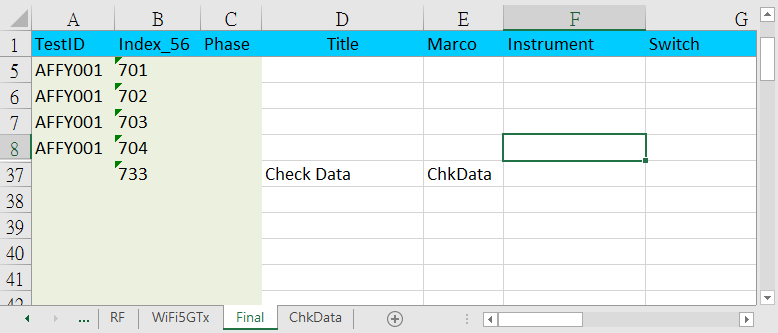 A B C D E F G
1 TestID Index_56 Phase Title Marco Instrument Switch
5 AFFY001 701
6 AFFY001 702
7 AFFY001 703
8 AFFY001 704
37 733 Check Data ChkData
38
39
40
41
42
... RF WiFi5GTx Final ChkData